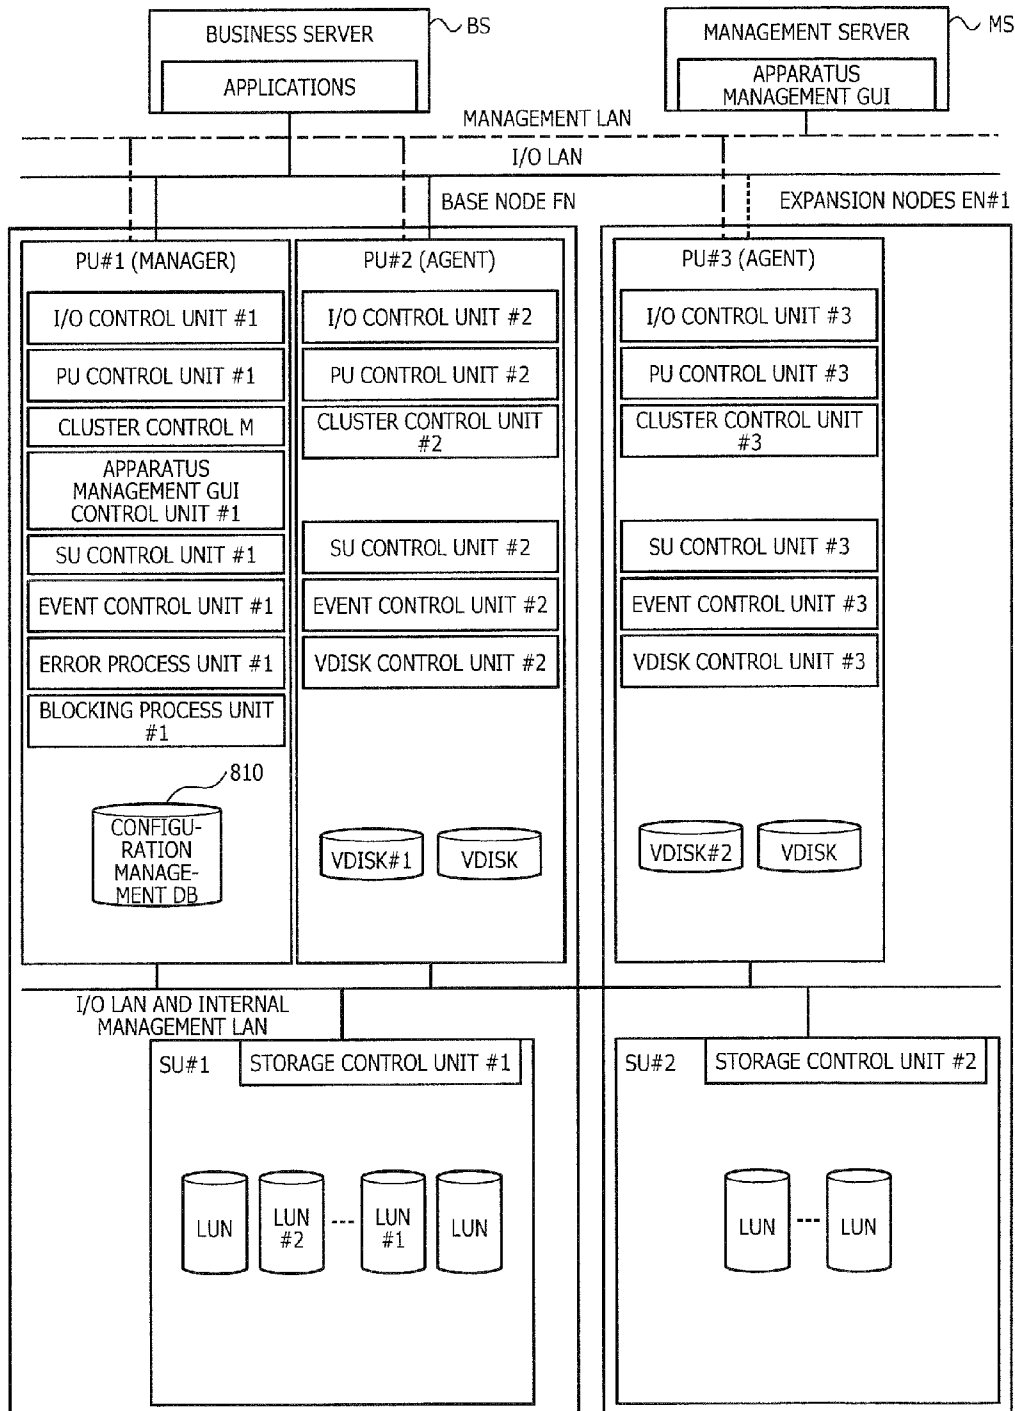 BUSINESS SERVER
APPLICATIONS
BS
MANAGEMENT SERVER
APPARATUS
MANAGEMENT GUI
MS
MANAGEMENT LAN
I/O LAN
BASE NODE FN
EXPANSION NODES EN#1
PU#1 (MANAGER)
I/O CONTROL UNIT #1
PU CONTROL UNIT #1
CLUSTER CONTROL M
APPARATUS
MANAGEMENT GUI
CONTROL UNIT #1
SU CONTROL UNIT #1
EVENT CONTROL UNIT #1
ERROR PROCESS UNIT #1
BLOCKING PROCESS UNIT
#1
810
CONFIGU-
RATION
MANAGE-
MENT DB
PU#2 (AGENT)
I/O CONTROL UNIT #2
PU CONTROL UNIT #2
CLUSTER CONTROL UNIT
#2
SU CONTROL UNIT #2
EVENT CONTROL UNIT #2
VDISK CONTROL UNIT #2
VDISK#1
VDISK
PU#3 (AGENT)
I/O CONTROL UNIT #3
PU CONTROL UNIT #3
CLUSTER CONTROL UNIT
#3
SU CONTROL UNIT #3
EVENT CONTROL UNIT #3
VDISK CONTROL UNIT #3
VDISK#2
VDISK
I/O LAN AND INTERNAL
MANAGEMENT LAN
SU#1
STORAGE CONTROL UNIT #1
LUN
LUN
#2
LUN
#1
LUN
SU#2
STORAGE CONTROL UNIT #2
LUN
LUN